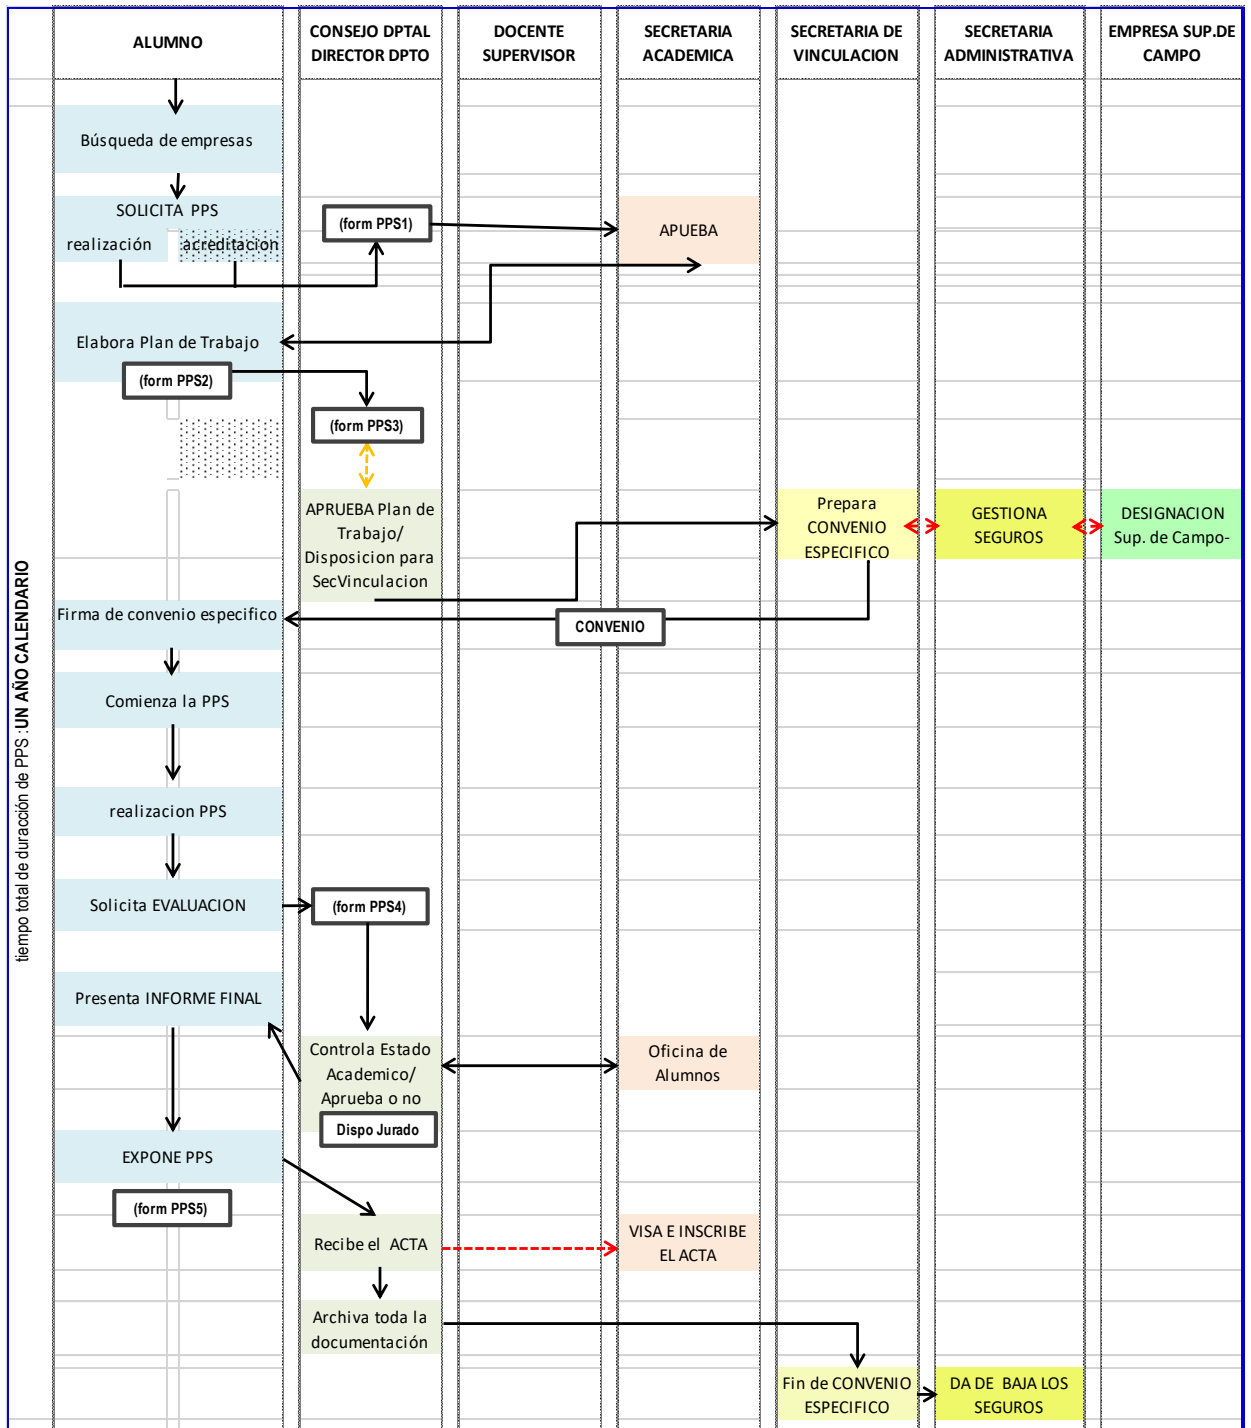 ALUMNO
CONSEJO DPTAL
DIRECTOR DPTO
DOCENTE
SUPERVISOR
SECRETARIA
ACADEMICA
SECRETARIA DE
VINCULACION
SECRETARIA
ADMINISTRATIVA
EMPRESA SUP.DE
CAMPO
Búsqueda de empresas
SOLICITA PPS
realización
acreditacion
(form PPS1)
APUEBA
Elabora Plan de Trabajo
(form PPS2)
(form PPS3)
APRUEBA Plan de
Trabajo/
Disposicion para
SecVinculacion
Prepara
CONVENIO
ESPECIFICO
GESTIONA
SEGUROS
DESIGNACION
Sup. de Campo-
Firma de convenio especifico
CONVENIO
Comienza la PPS
tiempo total de duracción de PPS :UN AÑO CALENDARIO
realizacion PPS
Solicita EVALUACION
(form PPS4)
Presenta INFORME FINAL
Controla Estado
Academico/
Aprueba o no
Dispo Jurado
Oficina de
Alumnos
EXPONE PPS
(form PPS5)
Recibe el ACTA
VISA E INSCRIBE
EL ACTA
Archiva toda la
documentación
Fin de CONVENIO
ESPECIFICO
DA DE BAJA LOS
SEGUROS